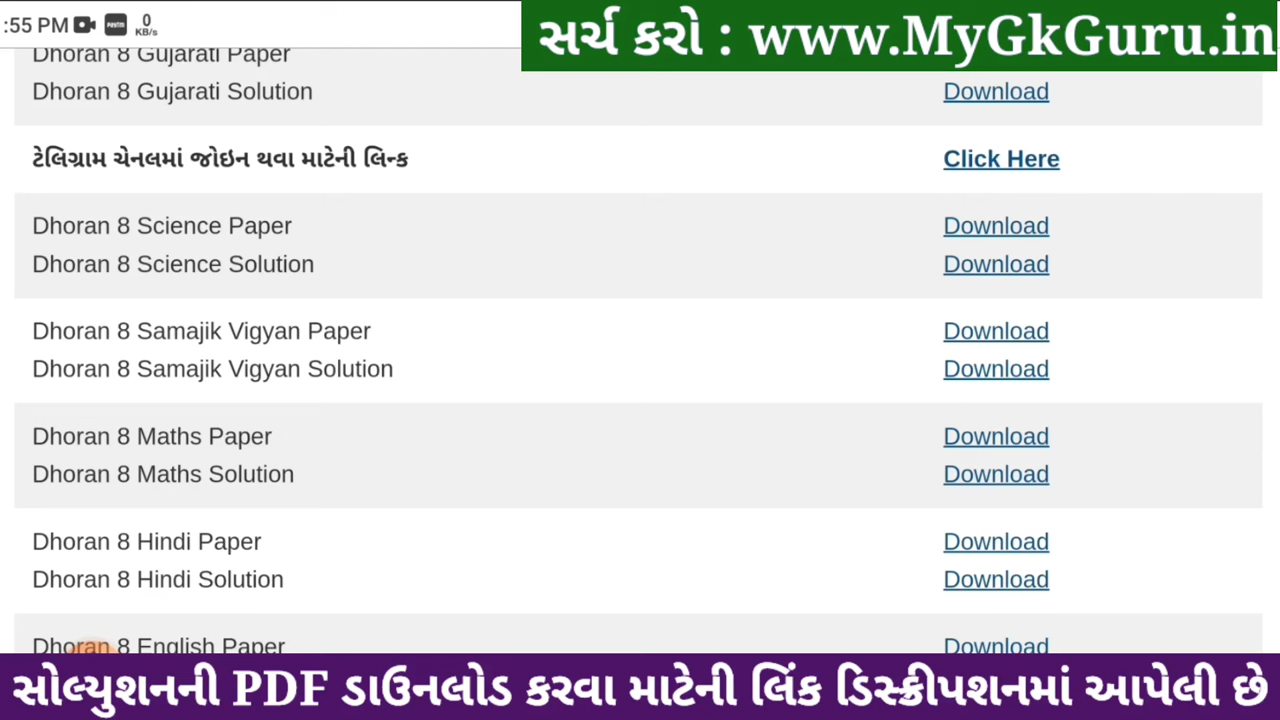 :55 PM 0 KB/s
સર્ચ કરો : www.MyGkGuru.in
Dhoran 8 Gujarati Paper
Dhoran 8 Gujarati Solution Download
ટેલિગ્રામ ચેનલમાં જોઇન થવા માટેની લિન્ક Click Here
Dhoran 8 Science Paper Download
Dhoran 8 Science Solution Download
Dhoran 8 Samajik Vigyan Paper Download
Dhoran 8 Samajik Vigyan Solution Download
Dhoran 8 Maths Paper Download
Dhoran 8 Maths Solution Download
Dhoran 8 Hindi Paper Download
Dhoran 8 Hindi Solution Download
Dhoran 8 English Paper Download
સોલ્યુશનની PDF ડાઉનલોડ કરવા માટેની લિંક ડિસ્ક્રીપશનમાં આપેલી છે